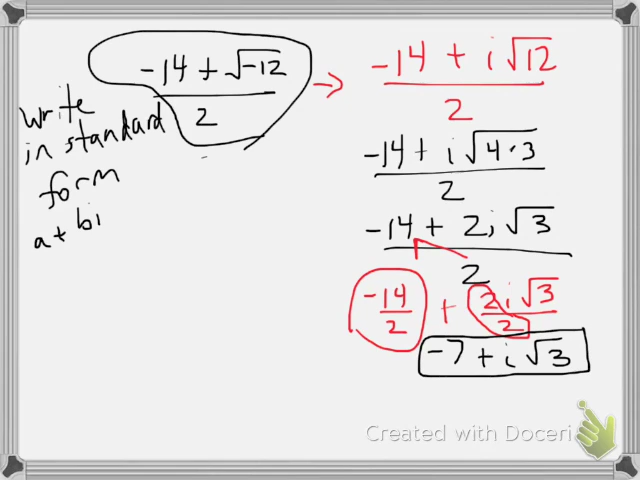 -14 + √-12
2
write
in standard
form
a + bi
→ -14 + i√12
2
-14 + i√4·3
2
-14 + 2i√3
2
-14/2 + 2i√3/2
-7 + i√3
Created with Doceri